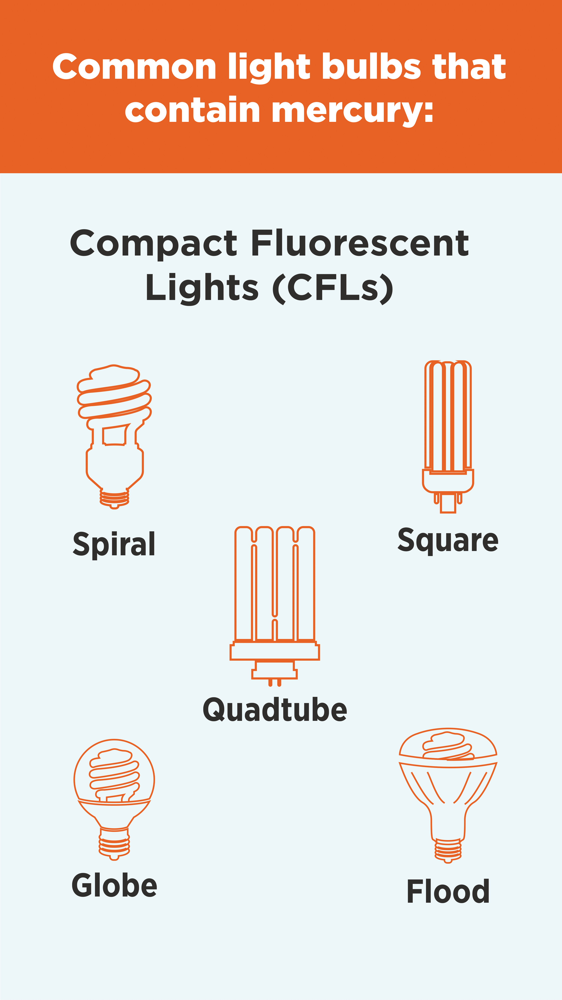 Common light bulbs that
contain mercury:
Compact Fluorescent
Lights (CFLs)
Spiral
Square
Quadtube
Globe
Flood